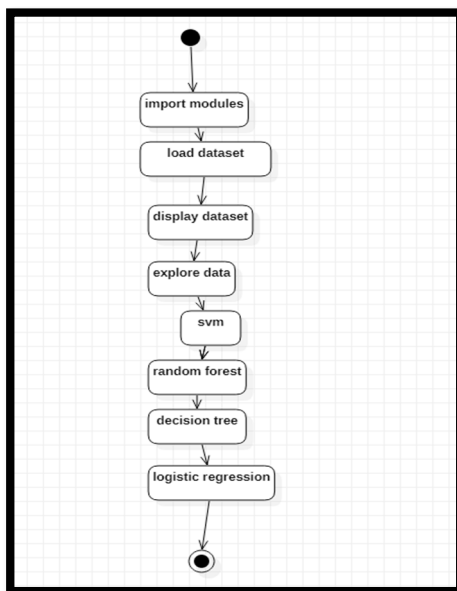 import modules
load dataset
display dataset
explore data
svm
random forest
decision tree
logistic regression